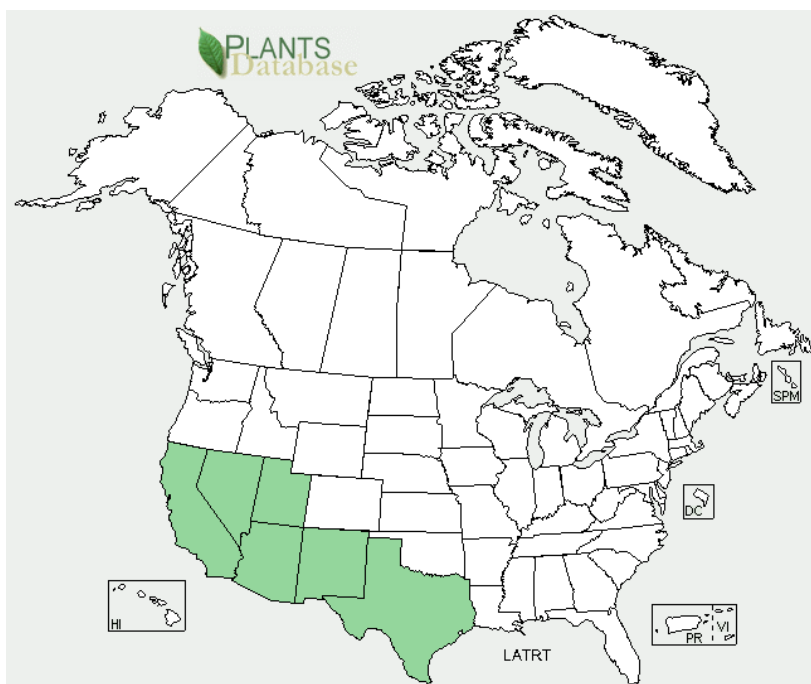 PLANTS
Database
SPM
DC
HI
PR
VI
LATRT